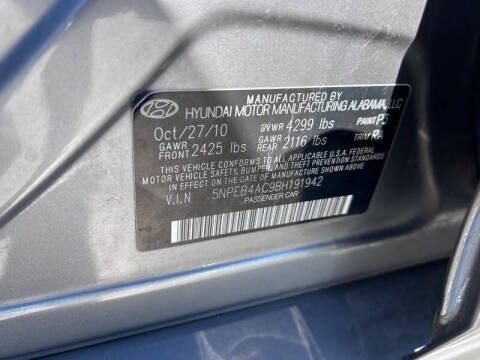 MANUFACTURED BY
HYUNDAI MOTOR MANUFACTURING ALABAMA, LLC
Oct/27/10 GVWR 4299 lbs PAINT
GAWR FRONT 2425 lbs GAWR REAR 2116 lbs TRIM
THIS VEHICLE CONFORMS TO ALL APPLICABLE U.S.A FEDERAL
MOTOR VEHICLE SAFETY, BUMPER, AND THEFT PREVENTION STANDARDS
IN EFFECT ON THE DATE OF MANUFACTURE SHOWN ABOVE.
V.I.N 5NPEB4AC9BH191942
PASSENGER CAR